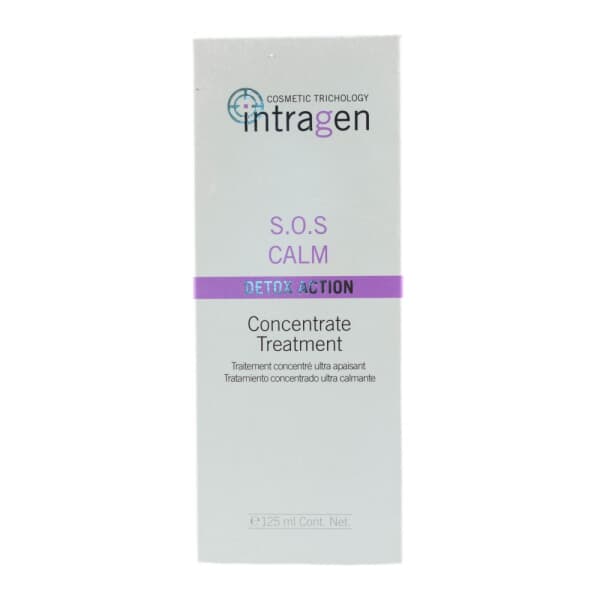 COSMETIC TRICHOLOGY
intragen
S.O.S
CALM
DETOX ACTION
Concentrate
Treatment
Traitement concentré ultra apaisant
Tratamiento concentrado ultra calmante
℮125 ml Cont. Net.